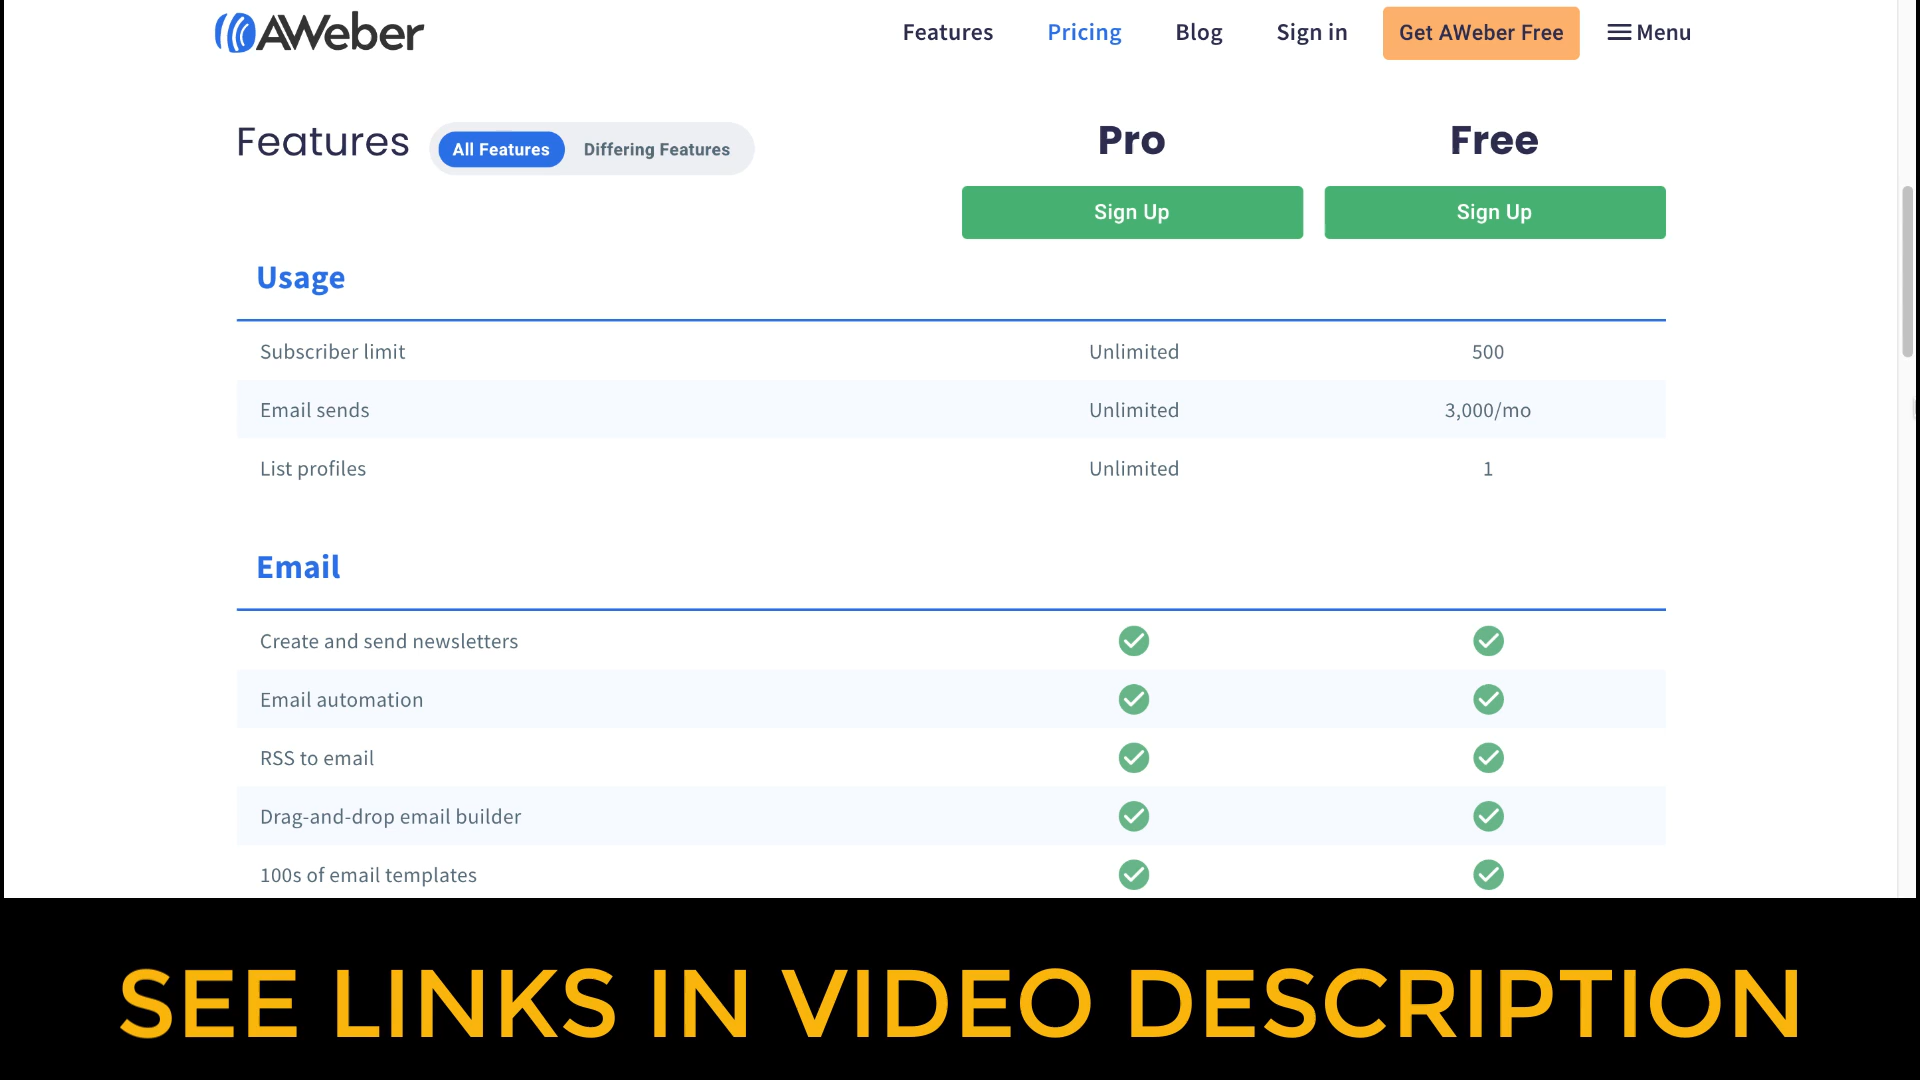 AWeber
Features Pricing Blog Sign in Get AWeber Free Menu
Features All Features Differing Features Pro Free
Sign Up Sign Up
Usage
Subscriber limit Unlimited 500
Email sends Unlimited 3,000/mo
List profiles Unlimited 1
Email
Create and send newsletters
Email automation
RSS to email
Drag-and-drop email builder
100s of email templates
SEE LINKS IN VIDEO DESCRIPTION